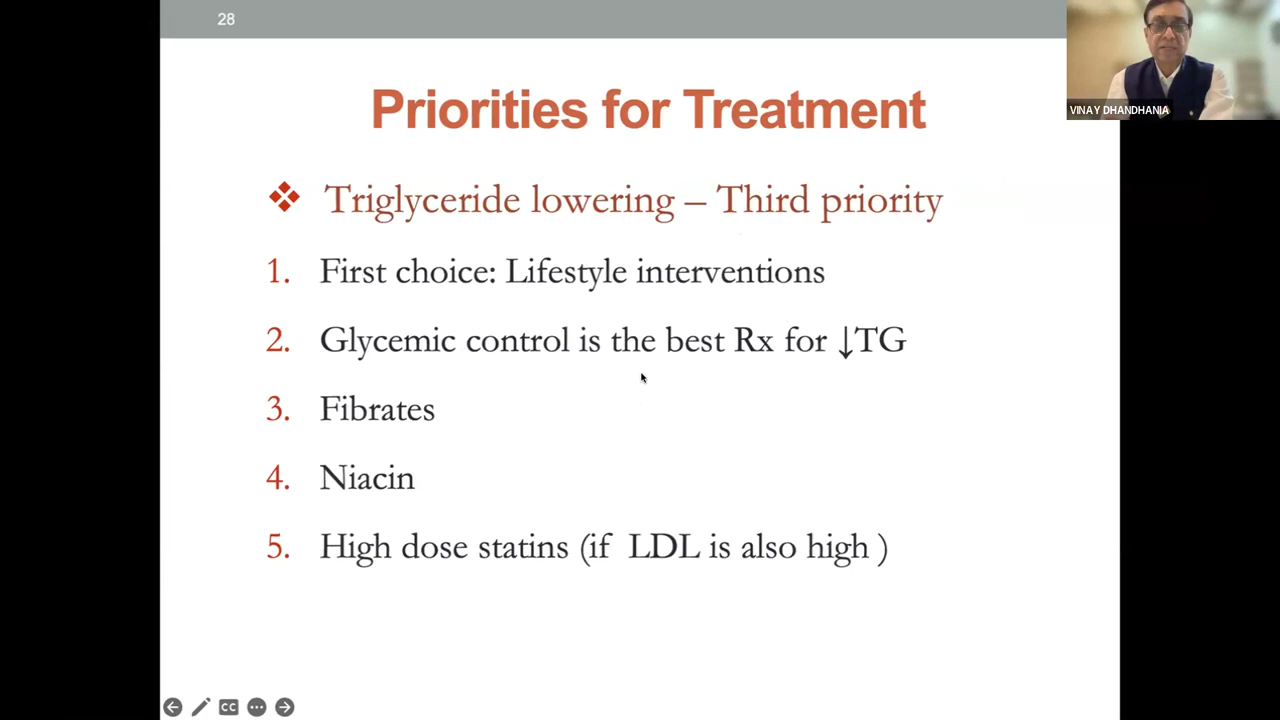 28
VINAY DHANDHANIA
Priorities for Treatment
❖ Triglyceride lowering – Third priority
1. First choice: Lifestyle interventions
2. Glycemic control is the best Rx for ↓TG
3. Fibrates
4. Niacin
5. High dose statins (if LDL is also high )
CC